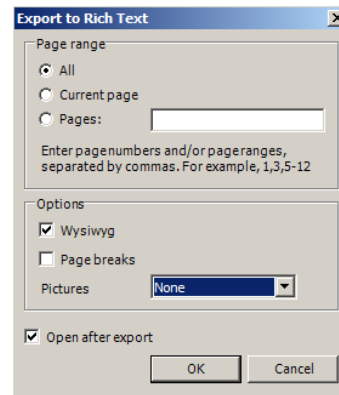 Export to Rich Text
Page range
All
Current page
Pages:
Enter page numbers and/or page ranges,
separated by commas. For example, 1,3,5-12
Options
Wysiwyg
Page breaks
Pictures None
Open after export
OK Cancel